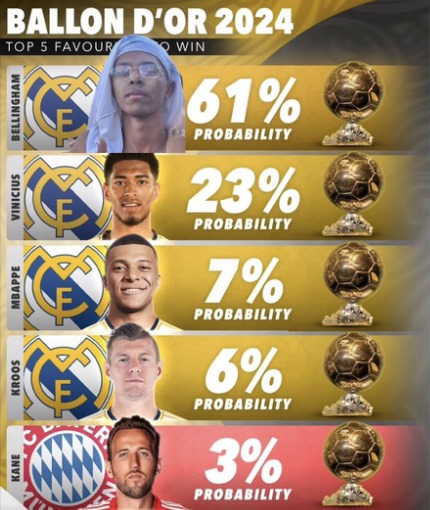 BALLON D'OR 2024
TOP 5 FAVOUR O WIN
BELLINGHAM
61%
PROBABILITY
VINICIUS
23%
PROBABILITY
MBAPPE
7%
PROBABILITY
KROOS
6%
PROBABILITY
KANE
3%
PROBABILITY